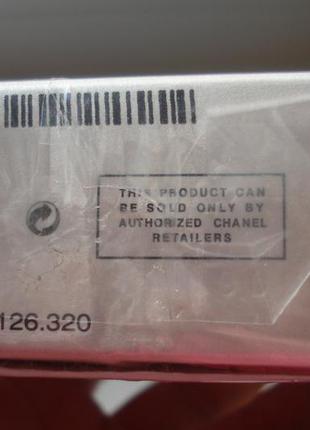 THIS PRODUCT CAN
BE SOLD ONLY BY
AUTHORIZED CHANEL
RETAILERS
126.320